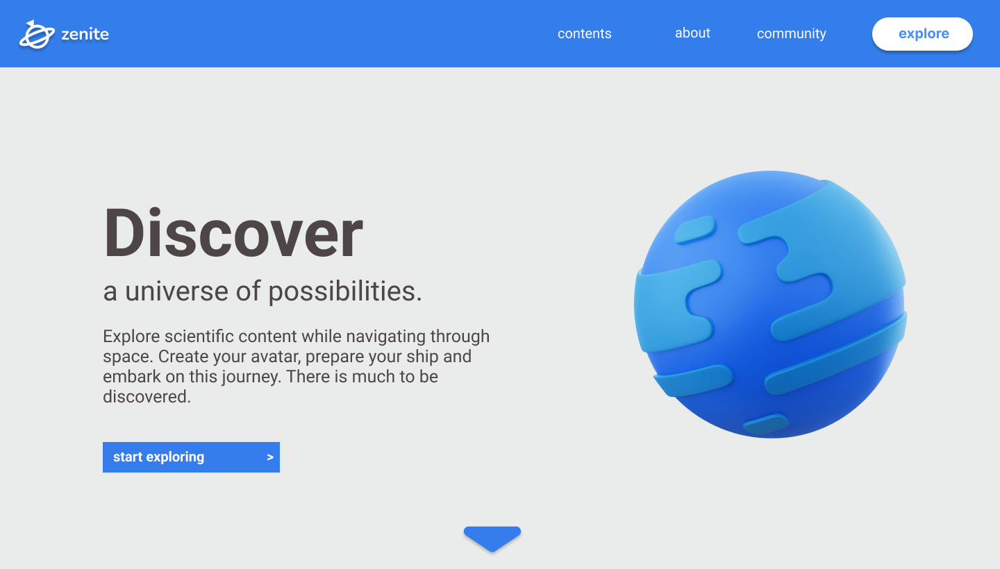 zenite
contents
about
community
explore
Discover
a universe of possibilities.
Explore scientific content while navigating through
space. Create your avatar, prepare your ship and
embark on this journey. There is much to be
discovered.
start exploring >